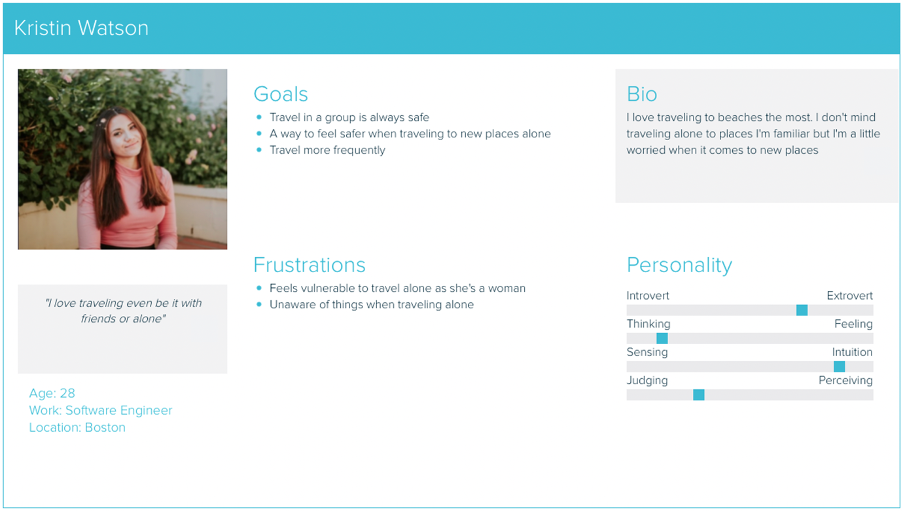 Kristin Watson
Goals
Travel in a group is always safe
A way to feel safer when traveling to new places alone
Travel more frequently
Bio
I love traveling to beaches the most. I don't mind
traveling alone to places I'm familiar but I'm a little
worried when it comes to new places
"I love traveling even be it with
friends or alone"
Age: 28
Work: Software Engineer
Location: Boston
Frustrations
Feels vulnerable to travel alone as she's a woman
Unaware of things when traveling alone
Personality
Introvert Extrovert
Thinking Feeling
Sensing Intuition
Judging Perceiving